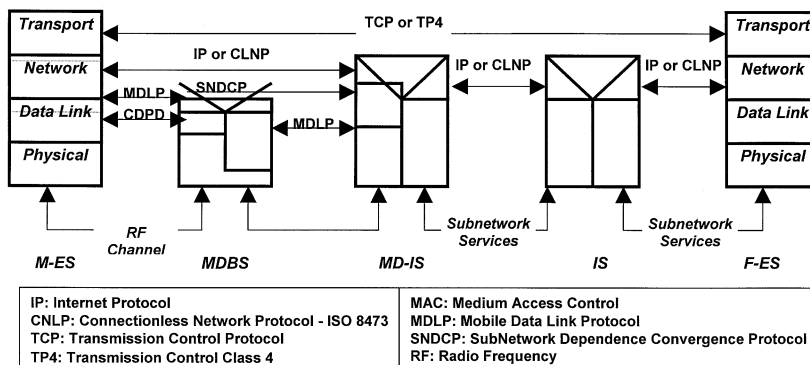 Transport
TCP or TP4
Transport
Network
IP or CLNP
IP or CLNP
IP or CLNP
Network
MDLP
SNDCP
Data Link
CDPD
MDLP
Data Link
Physical
Physical
RF
Channel
Subnetwork
Services
Subnetwork
Services
M-ES
MDBS
MD-IS
IS
F-ES
IP: Internet Protocol
CNLP: Connectionless Network Protocol - ISO 8473
TCP: Transmission Control Protocol
TP4: Transmission Control Class 4
MAC: Medium Access Control
MDLP: Mobile Data Link Protocol
SNDCP: SubNetwork Dependence Convergence Protocol
RF: Radio Frequency